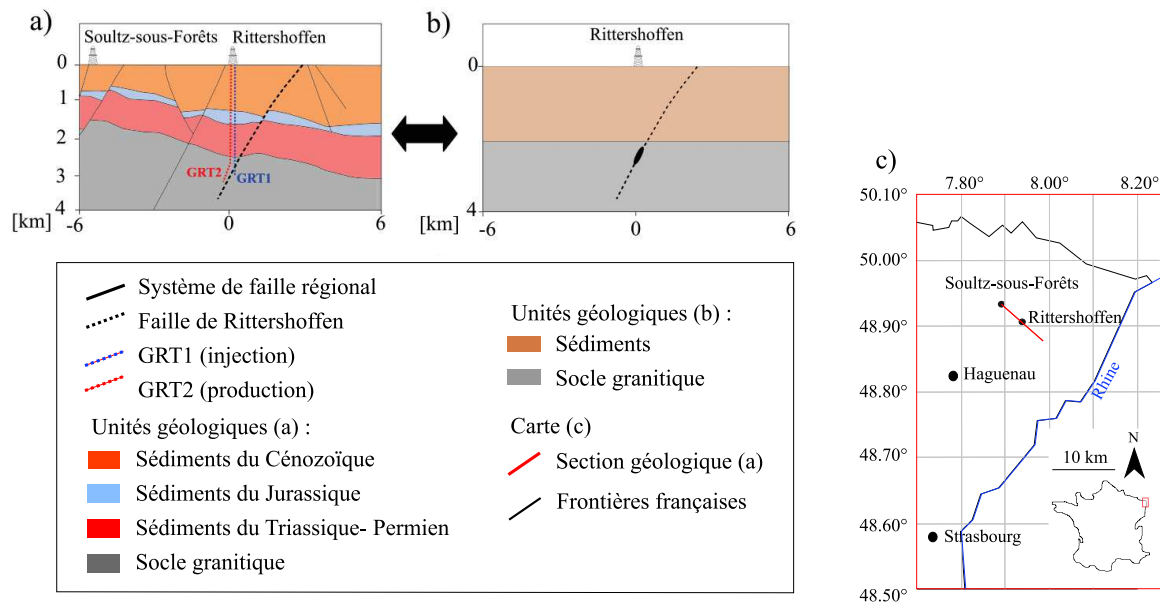 a)
Soultz-sous-Forêts Rittershoffen
0
1
2
3
4
[km]
-6
0
6
GRT2
GRT1
b)
Rittershoffen
0
4
[km]
-6
0
6
c)
7.80° 8.00° 8.20°
50.10°
50.00°
48.90°
48.80°
48.70°
48.60°
48.50°
Soultz-sous-Forêts
Rittershoffen
Haguenau
Rhine
Strasbourg
10 km
N
Système de faille régional
Faille de Rittershoffen
GRT1 (injection)
GRT2 (production)
Unités géologiques (a) :
Sédiments du Cénozoïque
Sédiments du Jurassique
Sédiments du Triassique- Permien
Socle granitique
Unités géologiques (b) :
Sédiments
Socle granitique
Carte (c)
Section géologique (a)
Frontières françaises